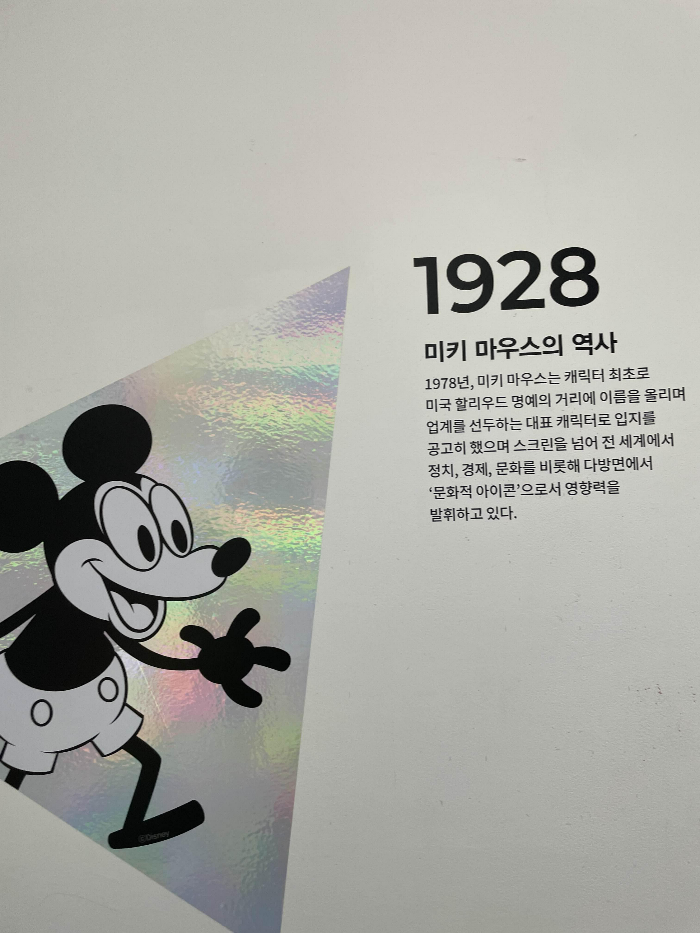 1928
미키 마우스의 역사
1978년, 미키 마우스는 캐릭터 최초로
미국 할리우드 명예의 거리에 이름을 올리며
업계를 선두하는 대표 캐릭터로 입지를
공고히 했으며 스크린을 넘어 전 세계에서
정치, 경제, 문화를 비롯해 다방면에서
‘문화적 아이콘’으로서 영향력을
발휘하고 있다.
©Disney